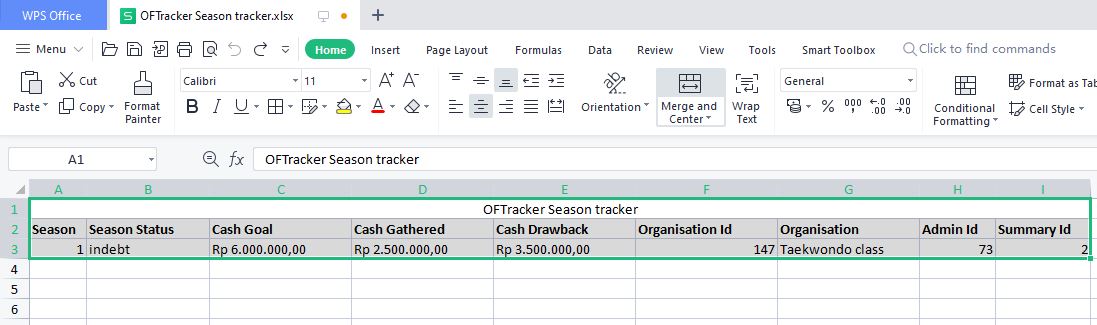 WPS Office
S OFTracker Season tracker.xlsx
Menu Home Insert Page Layout Formulas Data Review View Tools Smart Toolbox Click to find commands
Paste Cut Copy Format Painter
Calibri 11 A+ A-
B I U A
Orientation Merge and Center Wrap Text
General
% 000 .00 .0
Conditional Formatting Format as Tab Cell Style
A1 fx OFTracker Season tracker
A B C D E F G H I
1 OFTracker Season tracker
2 Season Season Status Cash Goal Cash Gathered Cash Drawback Organisation Id Organisation Admin Id Summary Id
3 1 indebt Rp 6.000.000,00 Rp 2.500.000,00 Rp 3.500.000,00 147 Taekwondo class 73 2
4
5
6